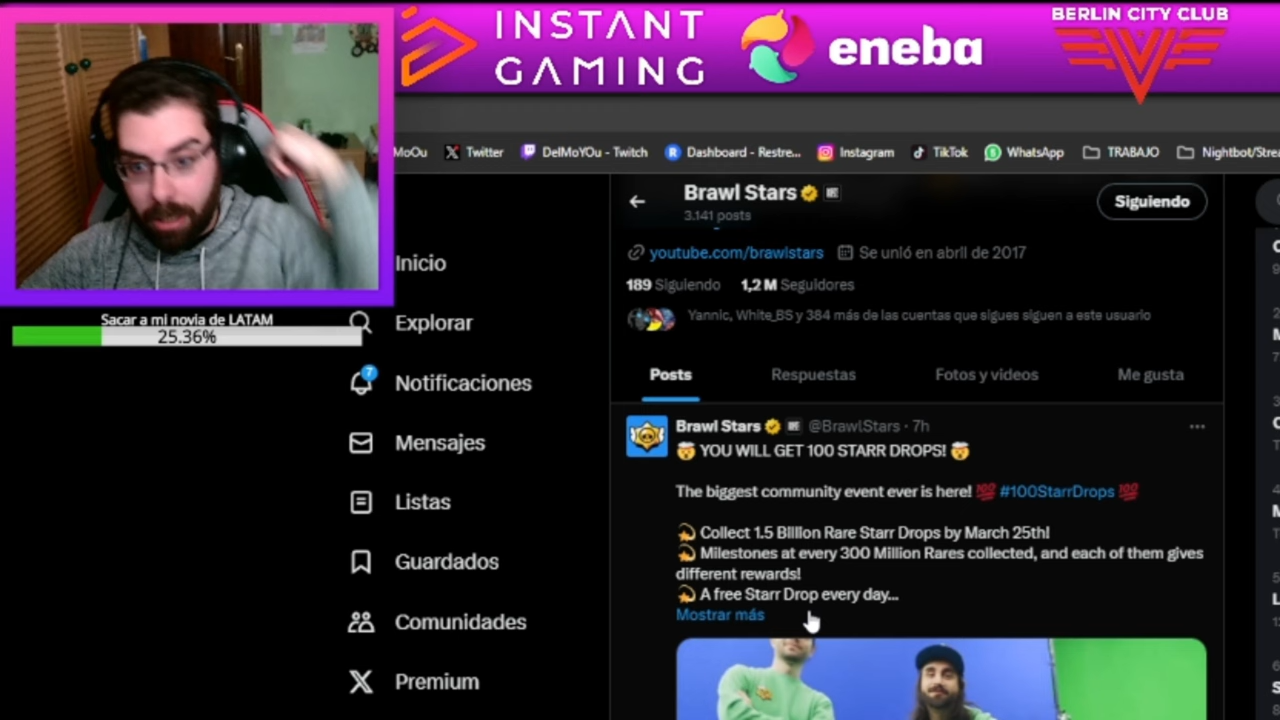 INSTANT
GAMING
eneba
BERLIN CITY CLUB
MoOu
Twitter
DelMoYOu - Twitch
Dashboard - Restre...
Instagram
TikTok
WhatsApp
TRABAJO
Nightbot/Stre
Brawl Stars
3.141 posts
Siguiendo
youtube.com/brawlstars
Se unió en abril de 2017
189 Siguiendo
1,2 M Seguidores
Yannic, White_BS y 384 más de las cuentas que sigues siguen a este usuario
Sacar a mi novia de LATAM
25.36%
Inicio
Explorar
7
Notificaciones
Mensajes
Listas
Guardados
Comunidades
Premium
Posts
Respuestas
Fotos y videos
Me gusta
Brawl Stars @BrawlStars · 7h
🤯 YOU WILL GET 100 STARR DROPS! 🤯
The biggest community event ever is here! 💯 #100StarrDrops 💯
💫 Collect 1.5 Billion Rare Starr Drops by March 25th!
💫 Milestones at every 300 Million Rares collected, and each of them gives
different rewards!
💫 A free Starr Drop every day...
Mostrar más